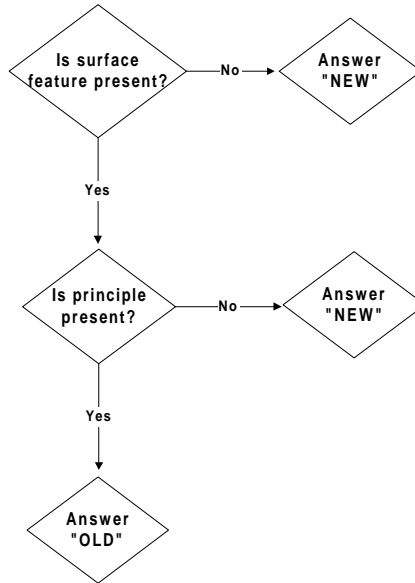 Is surface
feature present?
No
Answer
"NEW"
Yes
Is principle
present?
No
Answer
"NEW"
Yes
Answer
"OLD"